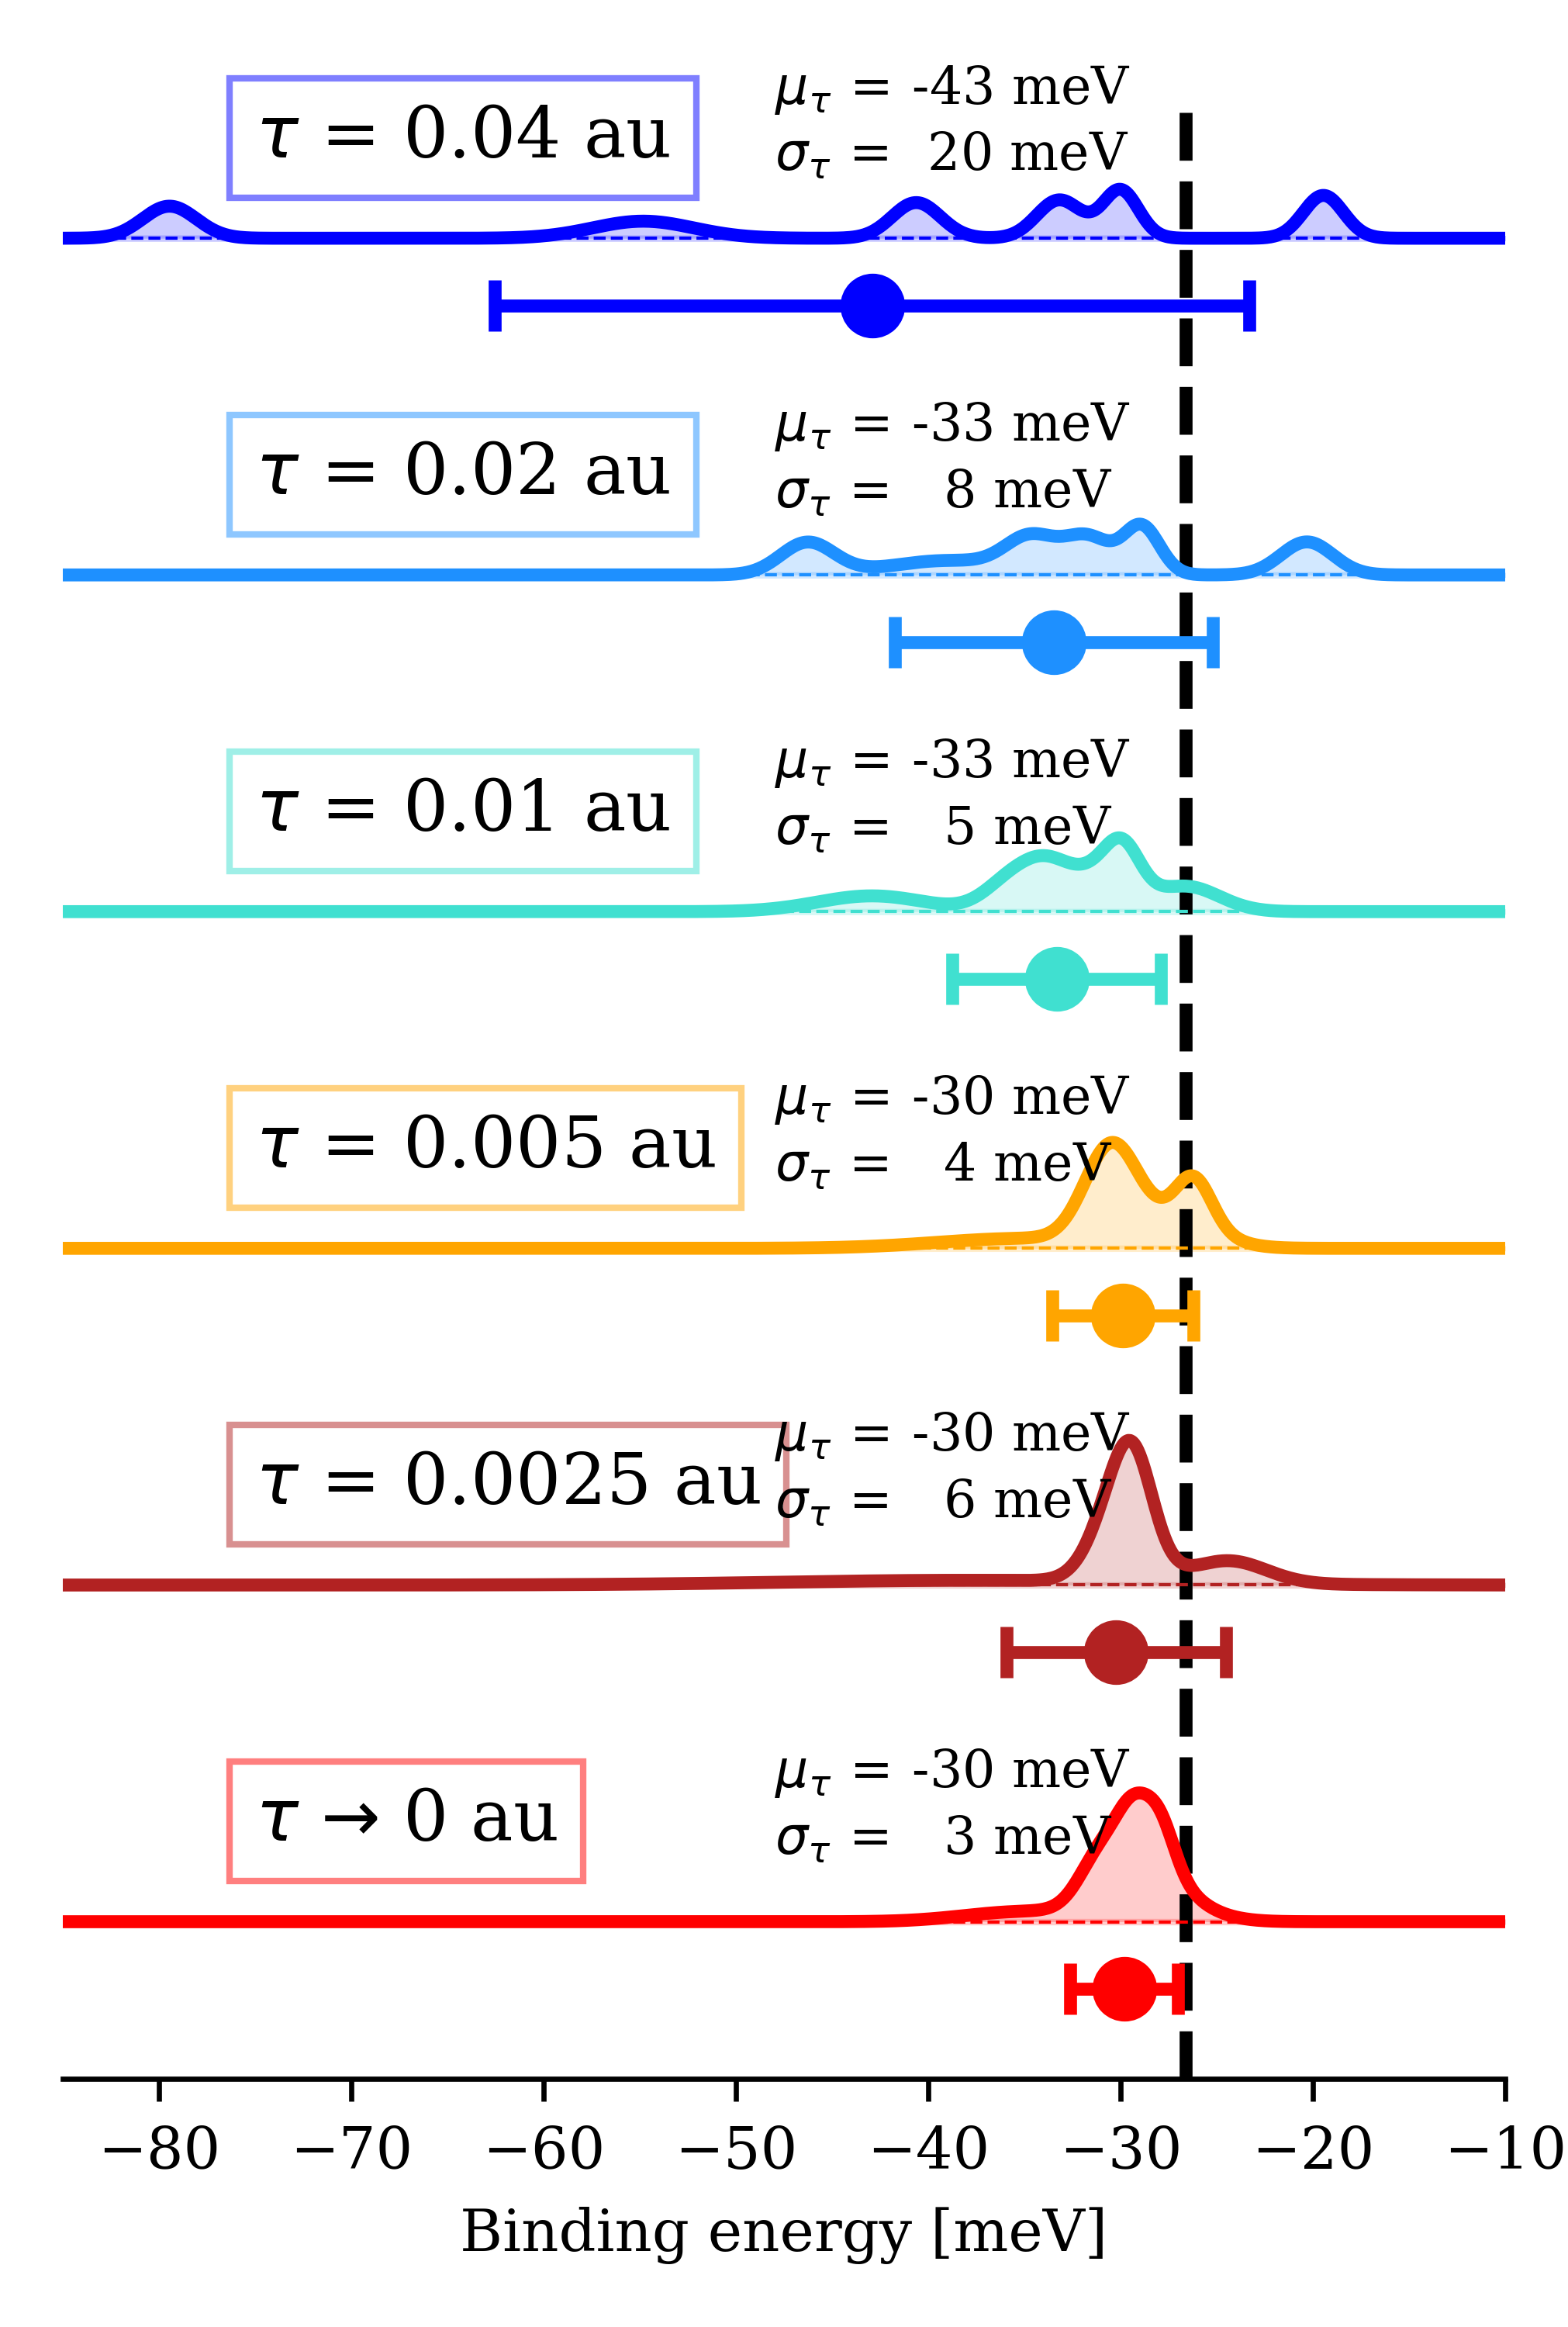 μτ = -43 meV
τ = 0.04 au
στ = 20 meV
μτ = -33 meV
τ = 0.02 au
στ = 8 meV
μτ = -33 meV
τ = 0.01 au
στ = 5 meV
μτ = -30 meV
τ = 0.005 au
στ = 4 meV
μτ = -30 meV
τ = 0.0025 au
στ = 6 meV
μτ = -30 meV
τ → 0 au
στ = 3 meV
−80 −70 −60 −50 −40 −30 −20 −10
Binding energy [meV]